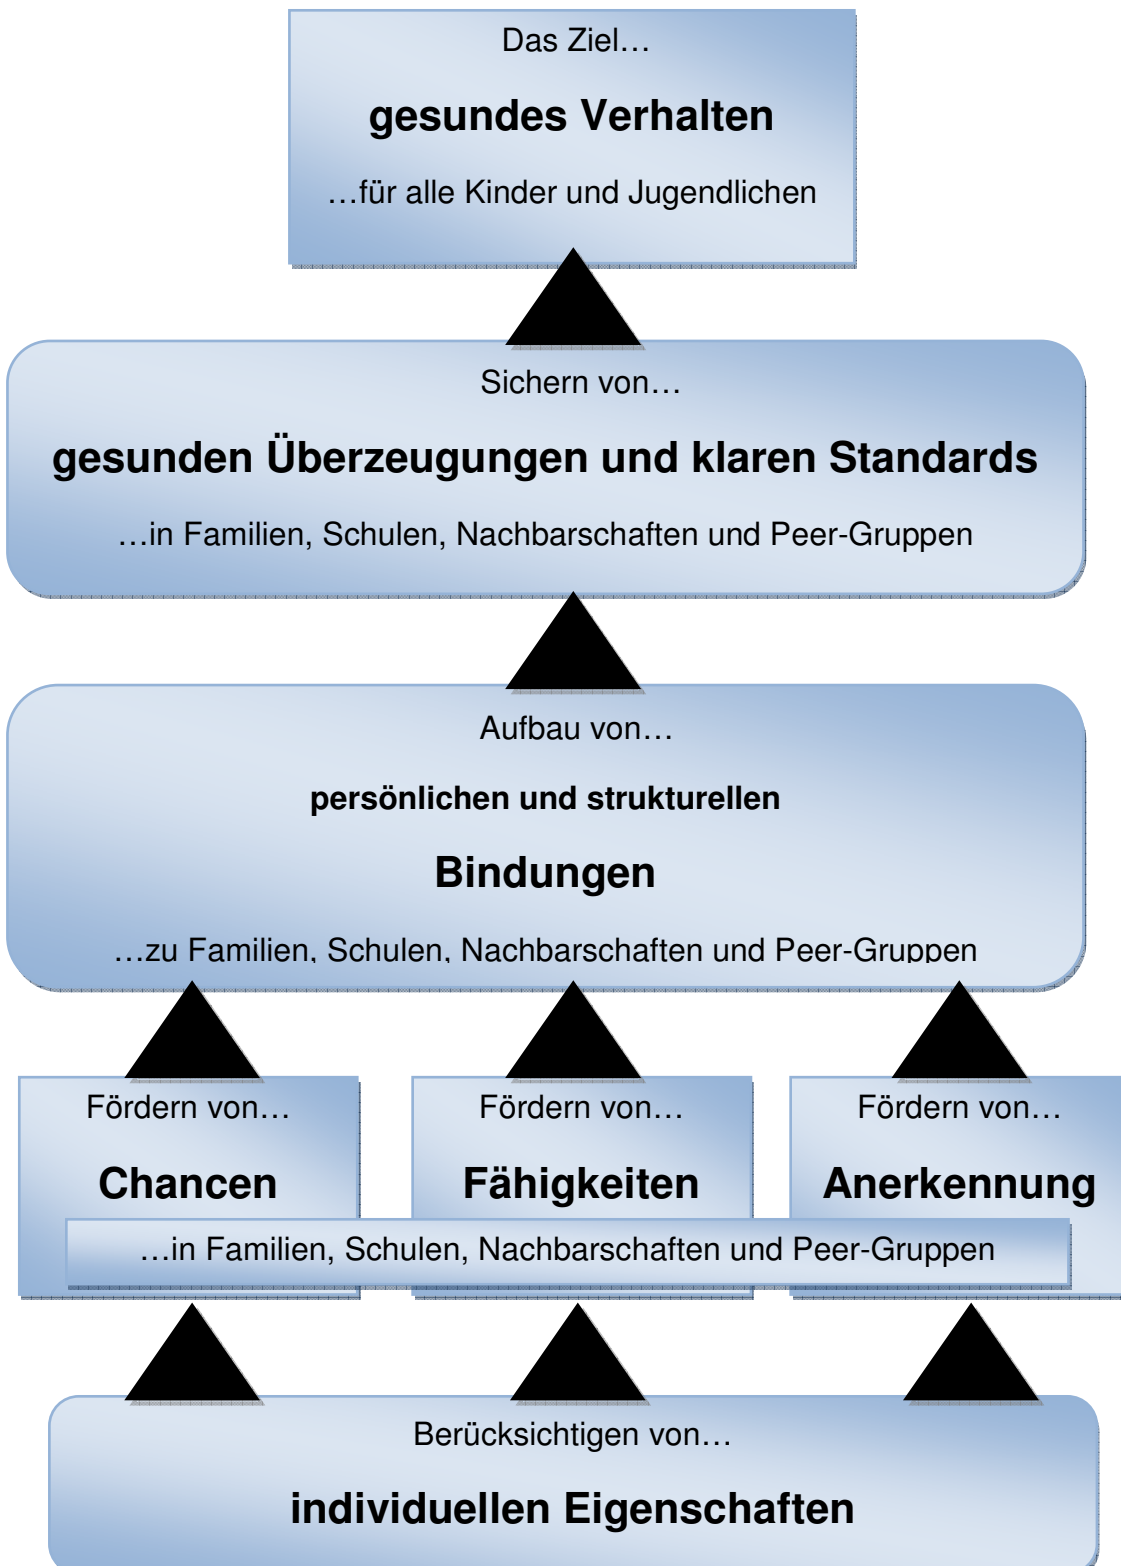 Das Ziel…
gesundes Verhalten
…für alle Kinder und Jugendlichen
Sichern von…
gesunden Überzeugungen und klaren Standards
…in Familien, Schulen, Nachbarschaften und Peer-Gruppen
Aufbau von…
persönlichen und strukturellen
Bindungen
…zu Familien, Schulen, Nachbarschaften und Peer-Gruppen
Fördern von…
Chancen
Fördern von…
Fähigkeiten
Fördern von…
Anerkennung
…in Familien, Schulen, Nachbarschaften und Peer-Gruppen
Berücksichtigen von…
individuellen Eigenschaften